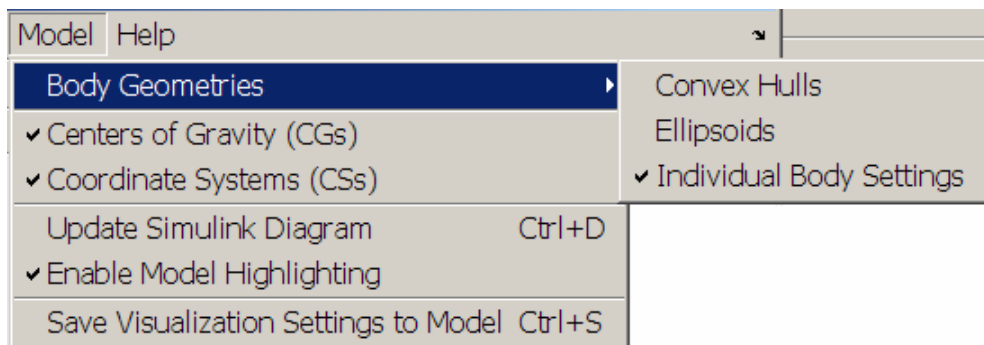 Model Help
Body Geometries
Centers of Gravity (CGs)
Coordinate Systems (CSs)
Update Simulink Diagram Ctrl+D
Enable Model Highlighting
Save Visualization Settings to Model Ctrl+S
Convex Hulls
Ellipsoids
Individual Body Settings